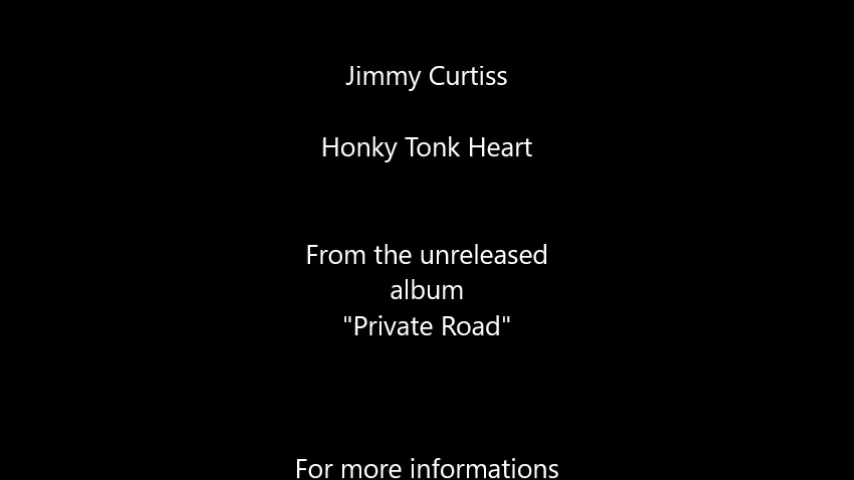 Jimmy Curtiss
Honky Tonk Heart
From the unreleased
album
"Private Road"
For more informations